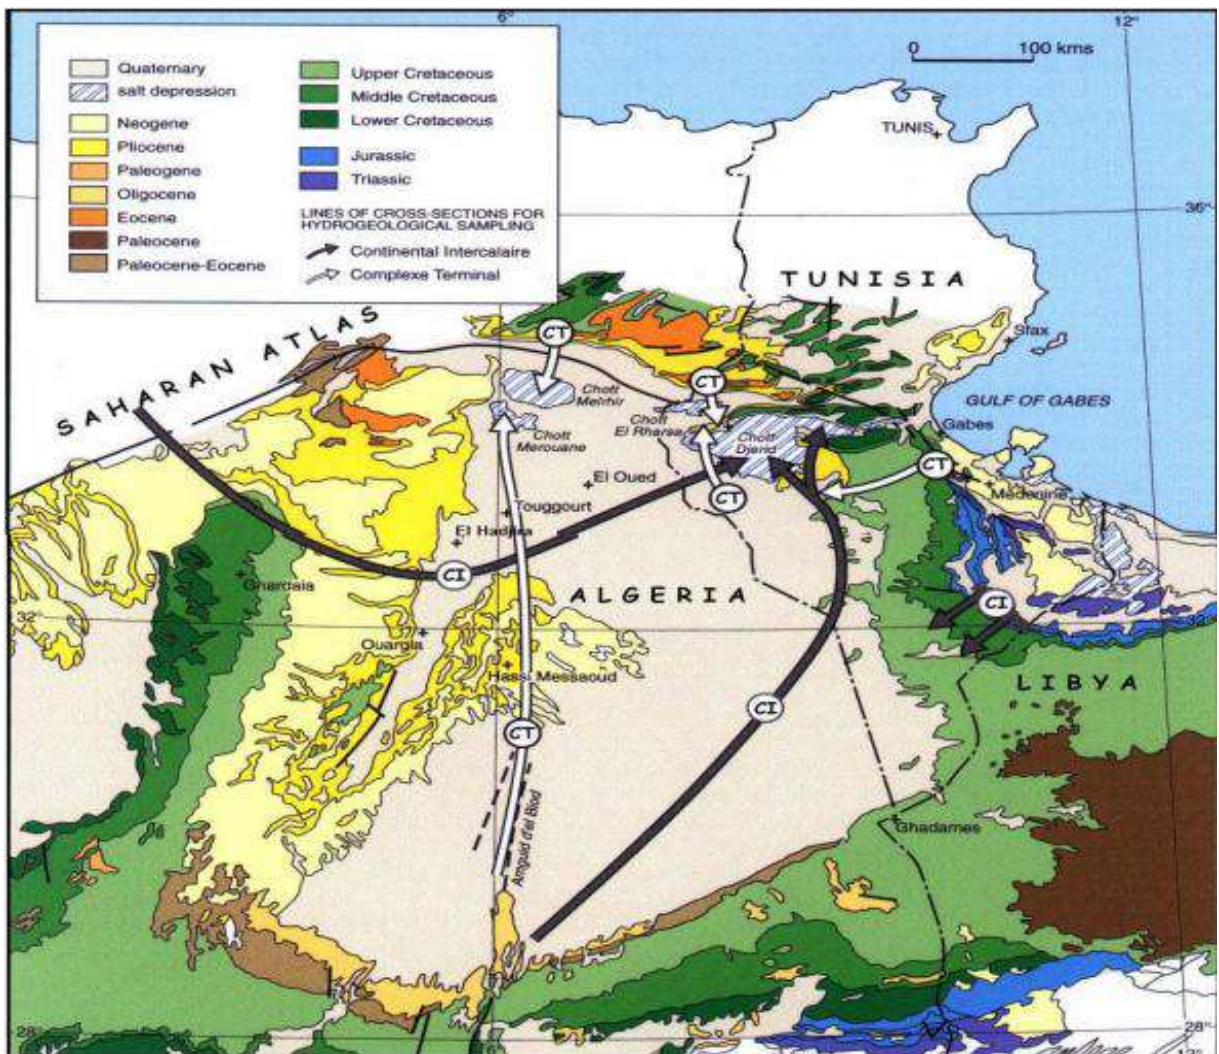 6°
12°
0 100 kms
Quaternary
salt depression
Neogene
Pliocene
Paleogene
Oligocene
Eocene
Paleocene
Paleocene-Eocene
Upper Cretaceous
Middle Cretaceous
Lower Cretaceous
Jurassic
Triassic
LINES OF CROSS-SECTIONS FOR
HYDROGEOLOGICAL SAMPLING
Continental Intercalaire
Complexe Terminal
TUNIS
36°
TUNISIA
SAHARAN ATLAS
Sfax
CT
CT
Chott
Melrhir
GULF OF GABES
Chott
El Rharsa
Chott
Djerid
Gabes
Chott
Merouane
CT
El Oued
CT
Medenine
Touggourt
El Hadjira
CI
Ghardaia
ALGERIA
CI
32°
32°
Ouargla
Hassi Messaoud
LIBYA
CI
CT
Amguid d'el Biod
Ghadames
28°
28°
12°